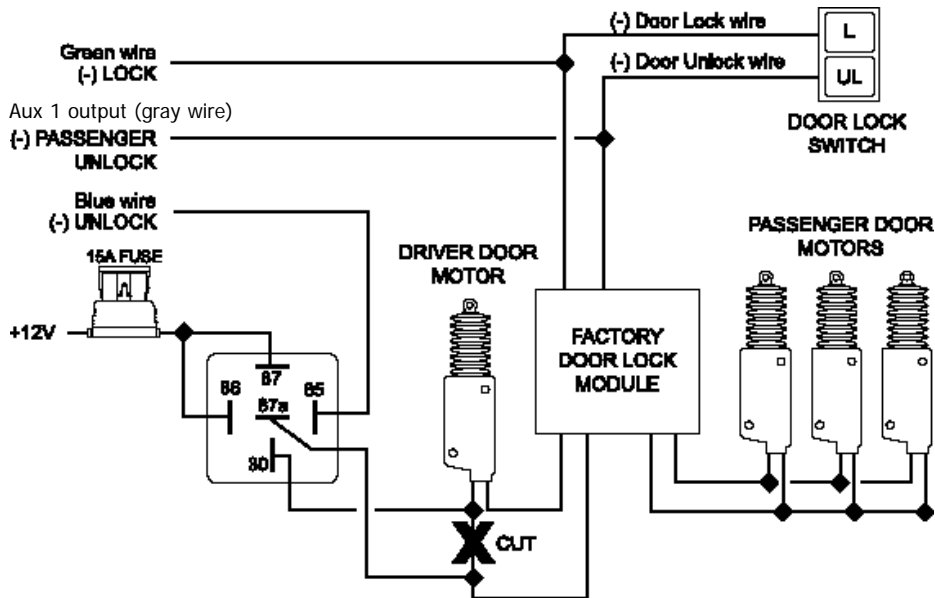 (-) Door Lock wire
L
Green wire
(-) LOCK
(-) Door Unlock wire
UL
Aux 1 output (gray wire)
(-) PASSENGER
UNLOCK
DOOR LOCK
SWITCH
Blue wire
(-) UNLOCK
15A FUSE
DRIVER DOOR
MOTOR
PASSENGER DOOR
MOTORS
+12V
FACTORY
DOOR LOCK
MODULE
87
86
85
87a
30
X CUT